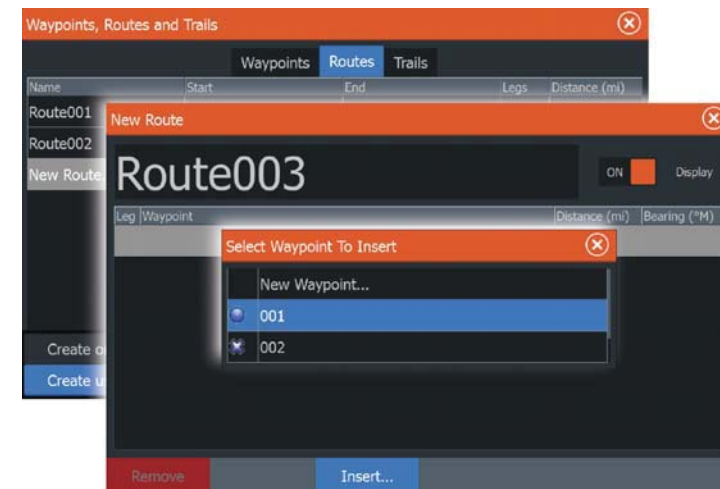 Waypoints, Routes and Trails
Waypoints Routes Trails
Name Start End Legs Distance (mi)
Route001
Route002
New Route
New Route
Route003
ON Display
Leg Waypoint Distance (mi) Bearing (°M)
Select Waypoint To Insert
New Waypoint...
001
002
Create
Create
Remove Insert...